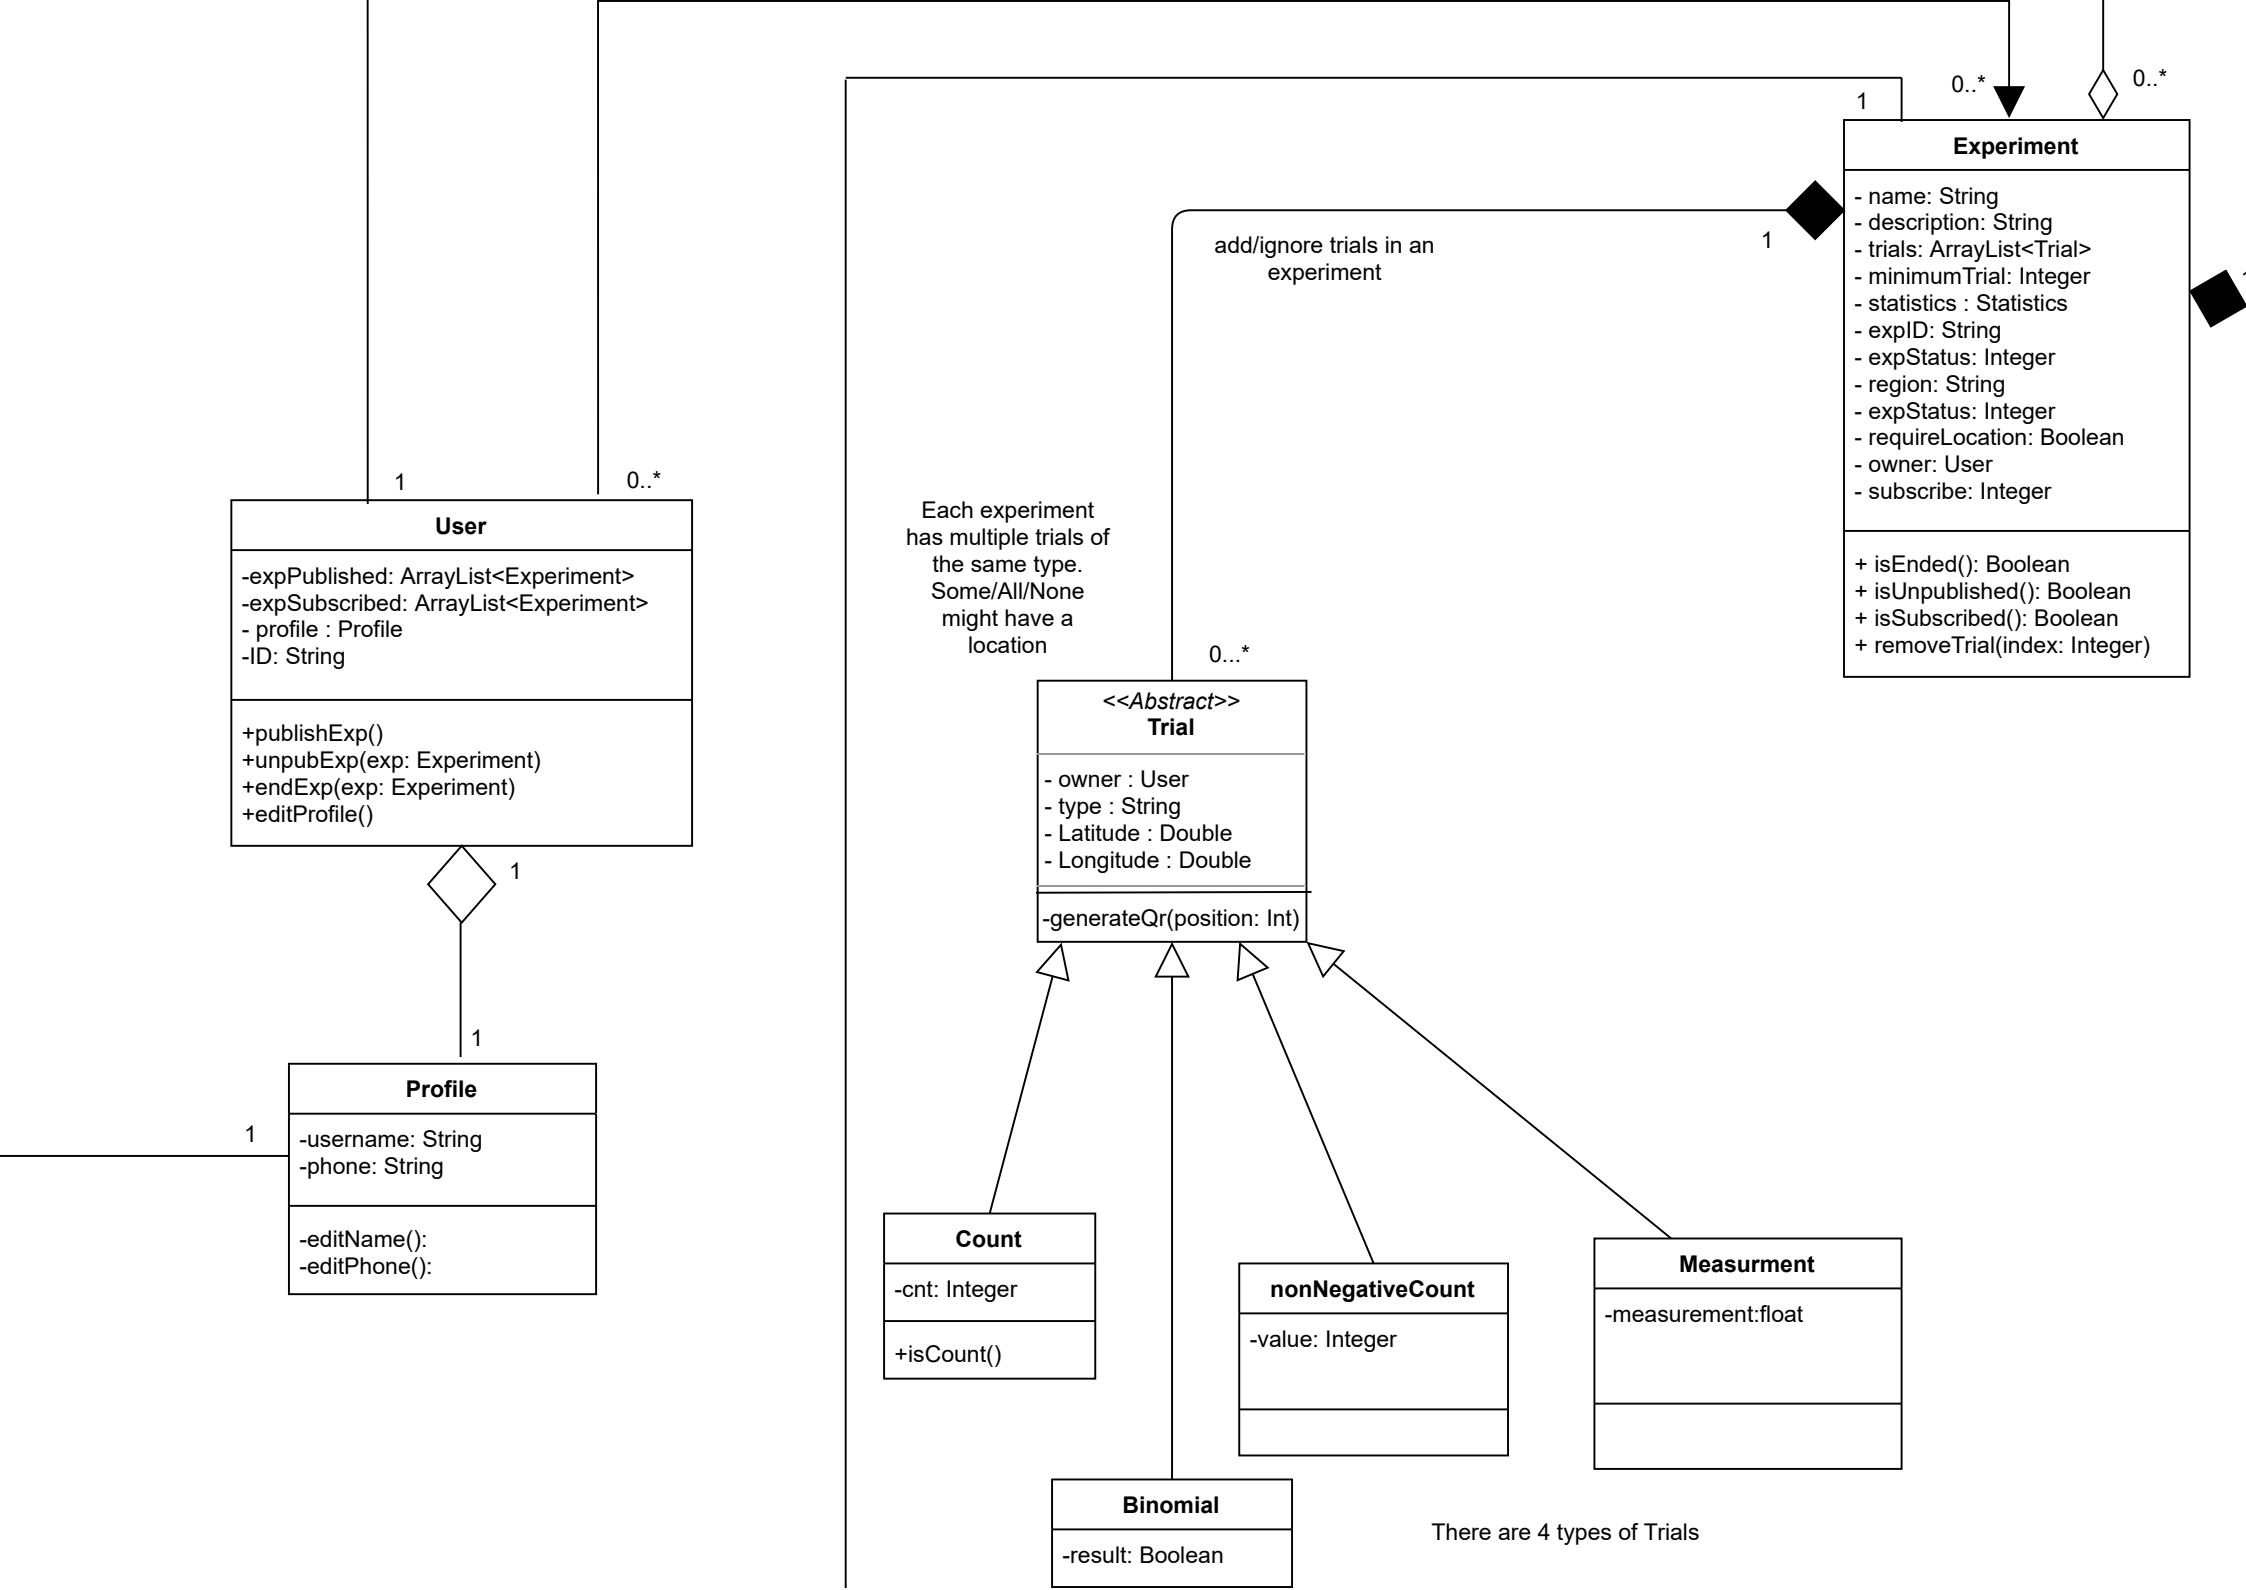 0..*
0..*
1
Experiment
- name: String
- description: String
- trials: ArrayList<Trial>
- minimumTrial: Integer
- statistics : Statistics
- expID: String
- expStatus: Integer
- region: String
- expStatus: Integer
- requireLocation: Boolean
- owner: User
- subscribe: Integer
+ isEnded(): Boolean
+ isUnpublished(): Boolean
+ isSubscribed(): Boolean
+ removeTrial(index: Integer)
1
add/ignore trials in an
experiment
1
0..*
User
-expPublished: ArrayList<Experiment>
-expSubscribed: ArrayList<Experiment>
- profile : Profile
-ID: String
+publishExp()
+unpubExp(exp: Experiment)
+endExp(exp: Experiment)
+editProfile()
1
1
Profile
-username: String
-phone: String
-editName():
-editPhone():
1
Each experiment
has multiple trials of
the same type.
Some/All/None
might have a
location
0...*
<<Abstract>>
Trial
- owner : User
- type : String
- Latitude : Double
- Longitude : Double
-generateQr(position: Int)
Count
-cnt: Integer
+isCount()
nonNegativeCount
-value: Integer
Measurment
-measurement:float
Binomial
-result: Boolean
There are 4 types of Trials